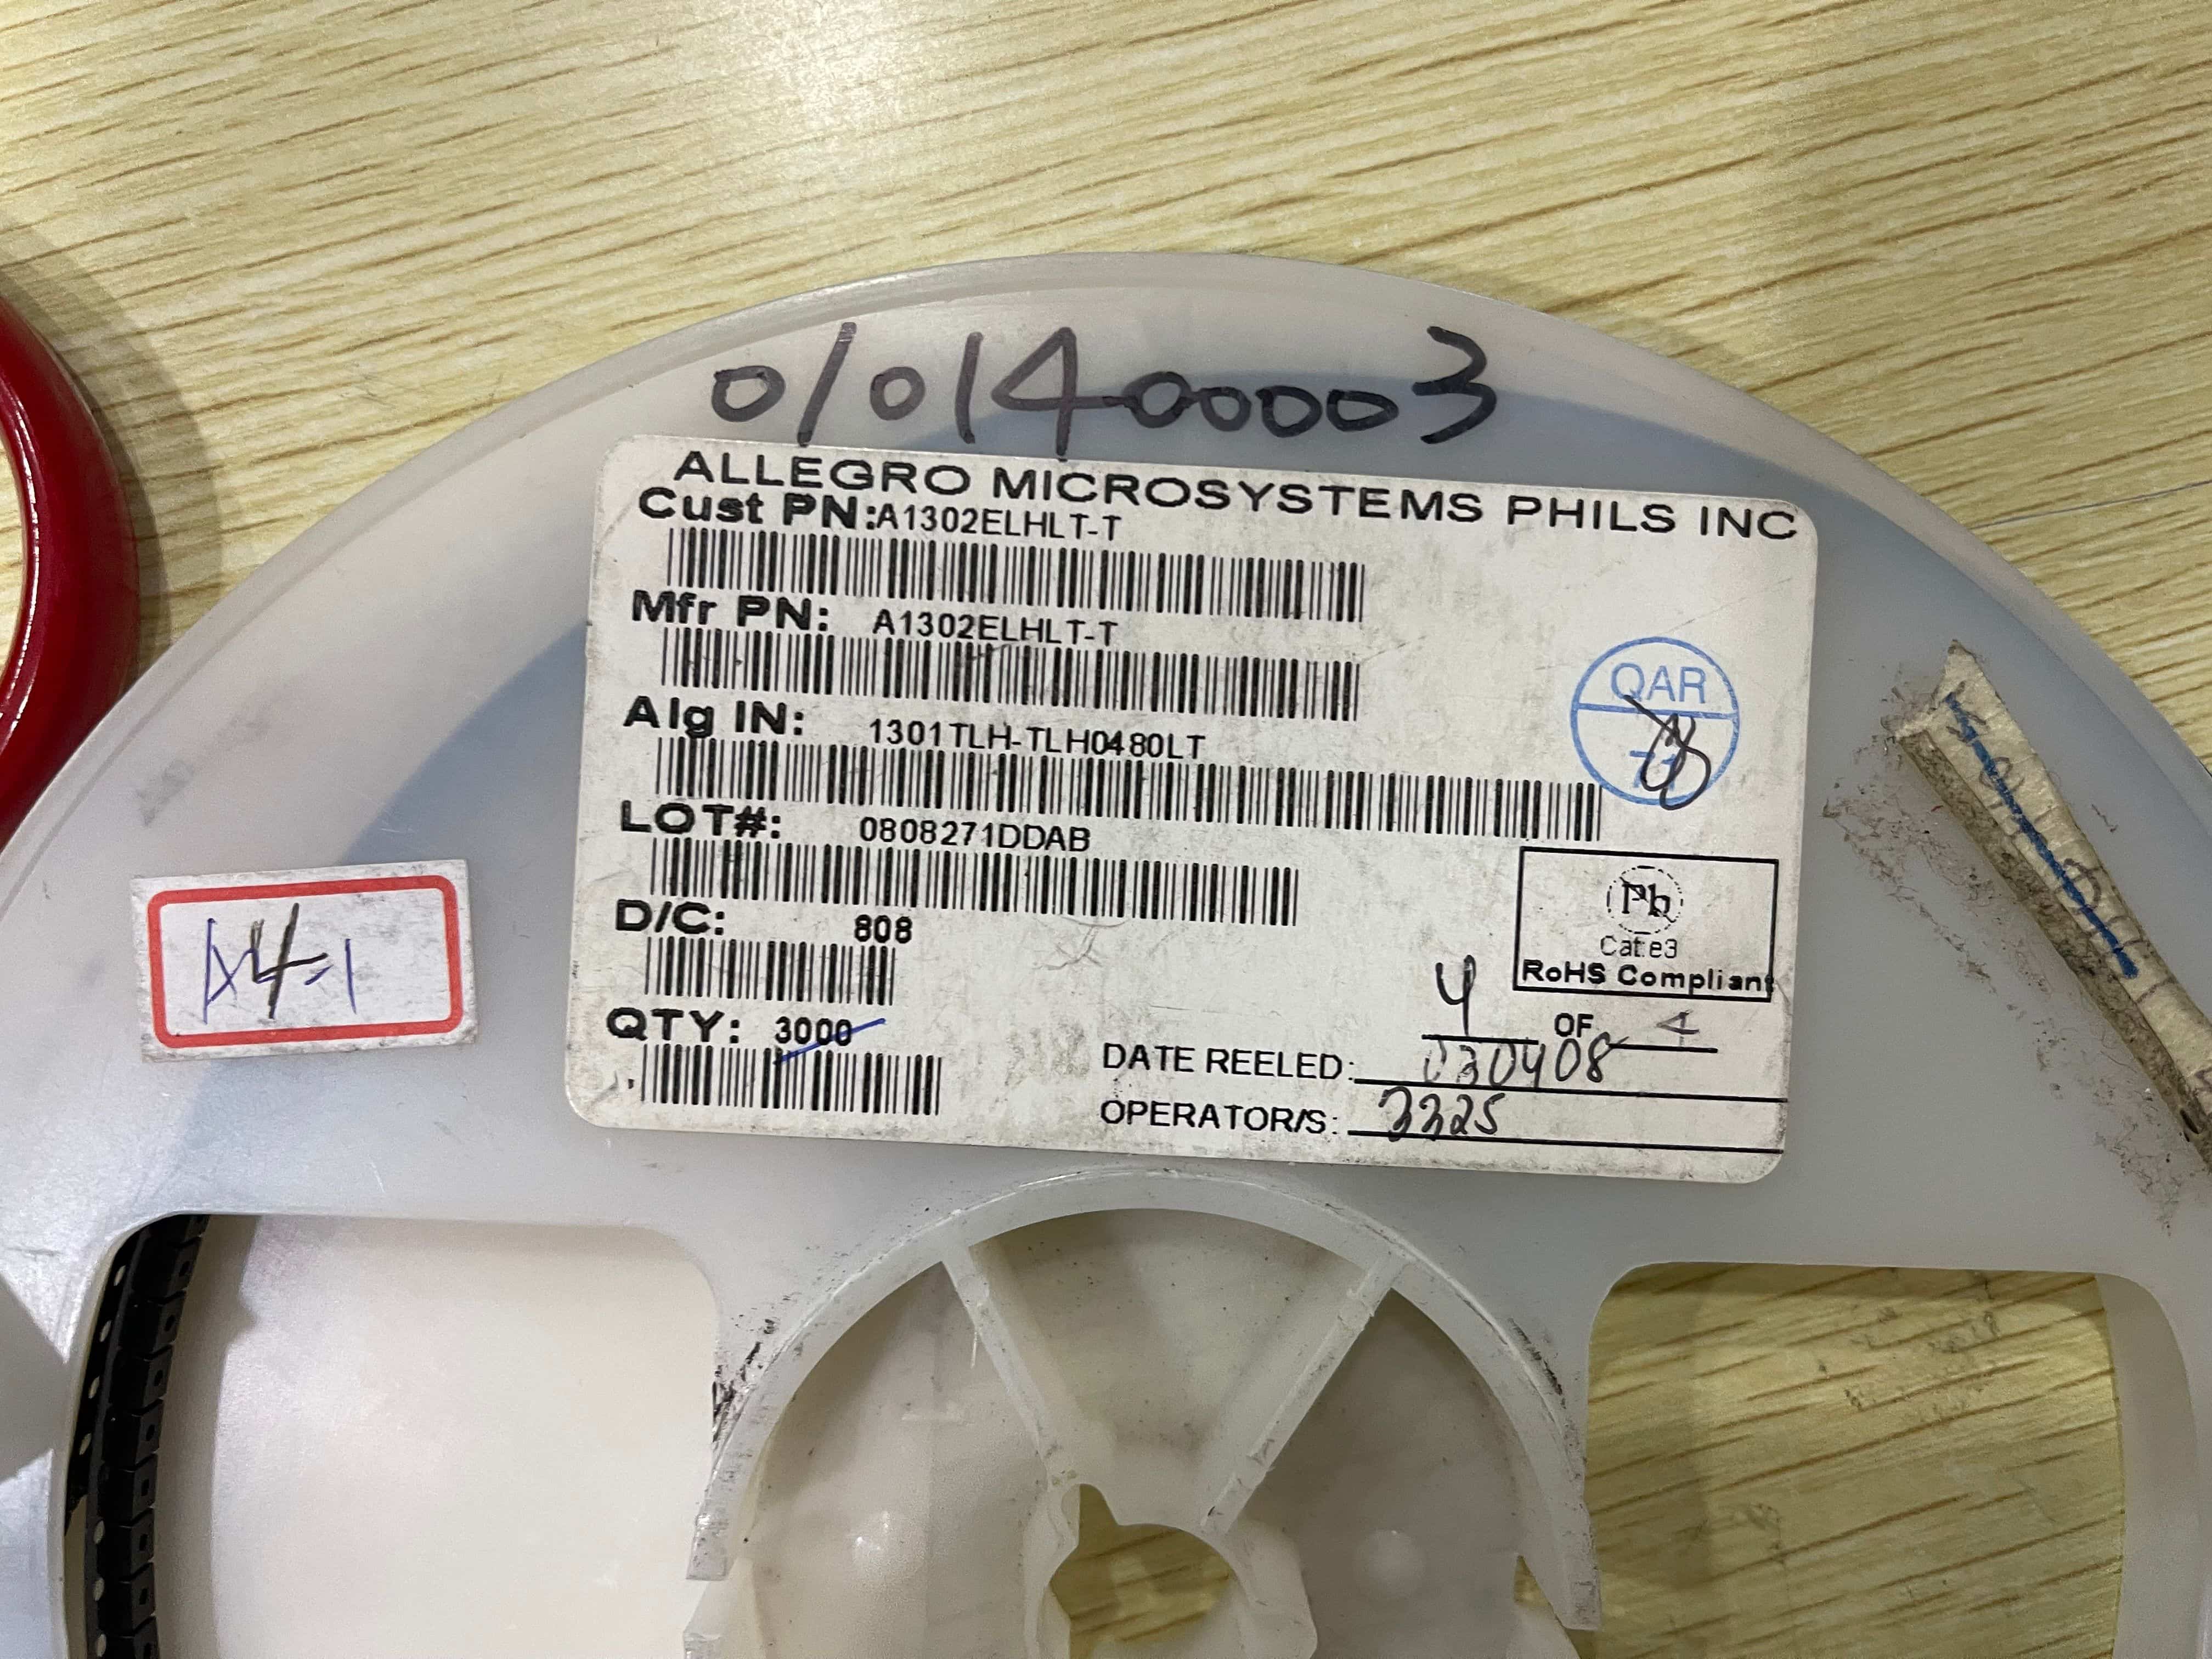 0101400003
ALLEGRO MICROSYSTEMS PHILS INC
Cust PN:A1302ELHLT-T
Mfr PN: A1302ELHLT-T
Alg IN: 1301TLH-TLH0480LT
QAR
LOT#: 0808271DDAB
D/C: 808
Pb
Cat:e3
RoHS Compliant
QTY: 3000
4 OF 4
DATE REELED: 030408
OPERATOR/S: 3325
A4-1